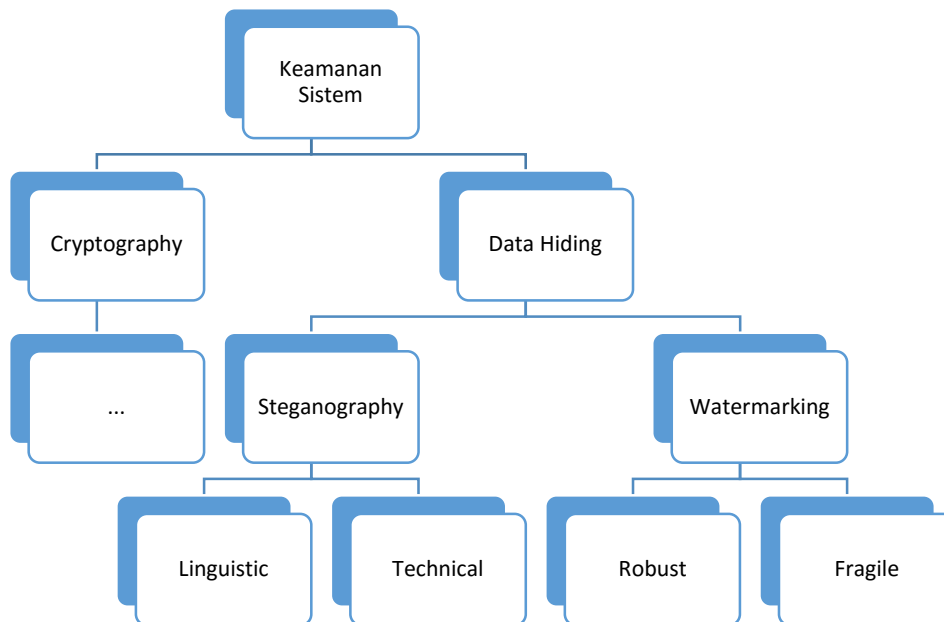 Keamanan
Sistem
Cryptography
Data Hiding
...
Steganography
Watermarking
Linguistic
Technical
Robust
Fragile